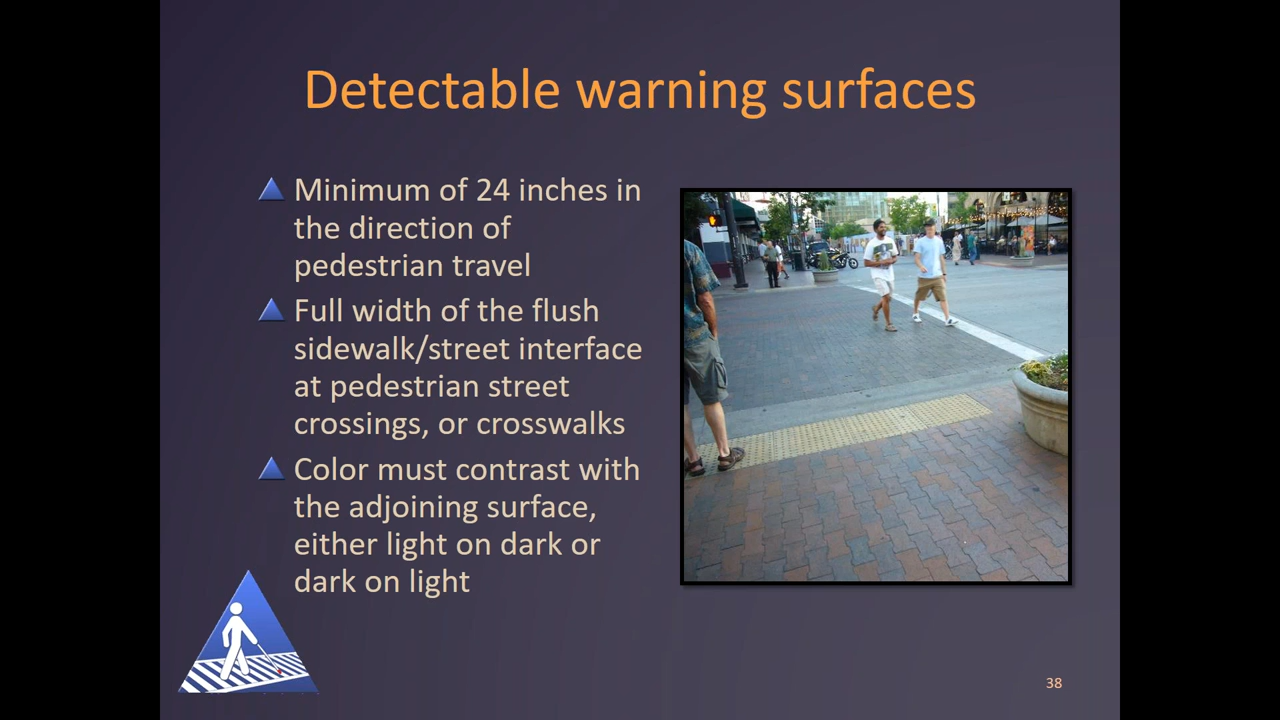 Detectable warning surfaces
Minimum of 24 inches in
the direction of
pedestrian travel
Full width of the flush
sidewalk/street interface
at pedestrian street
crossings, or crosswalks
Color must contrast with
the adjoining surface,
either light on dark or
dark on light
38